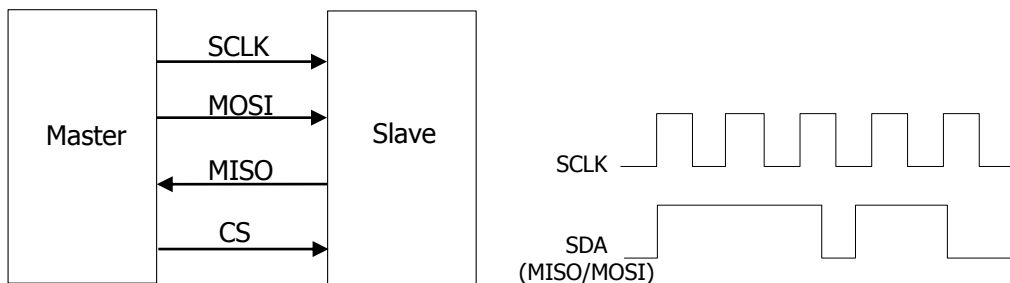 Master
SCLK
MOSI
MISO
CS
Slave
SCLK
SDA
(MISO/MOSI)